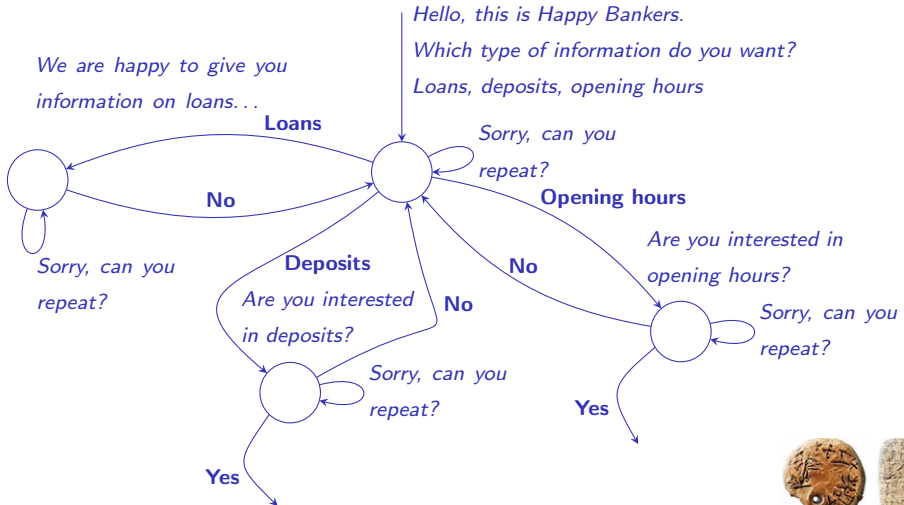 Hello, this is Happy Bankers.
Which type of information do you want?
Loans, deposits, opening hours
We are happy to give you
information on loans...
Loans
Sorry, can you
repeat?
No
Opening hours
Sorry, can you
repeat?
Deposits
Are you interested
in deposits?
No
No
Are you interested in
opening hours?
Sorry, can you
repeat?
Sorry, can you
repeat?
Yes
Yes